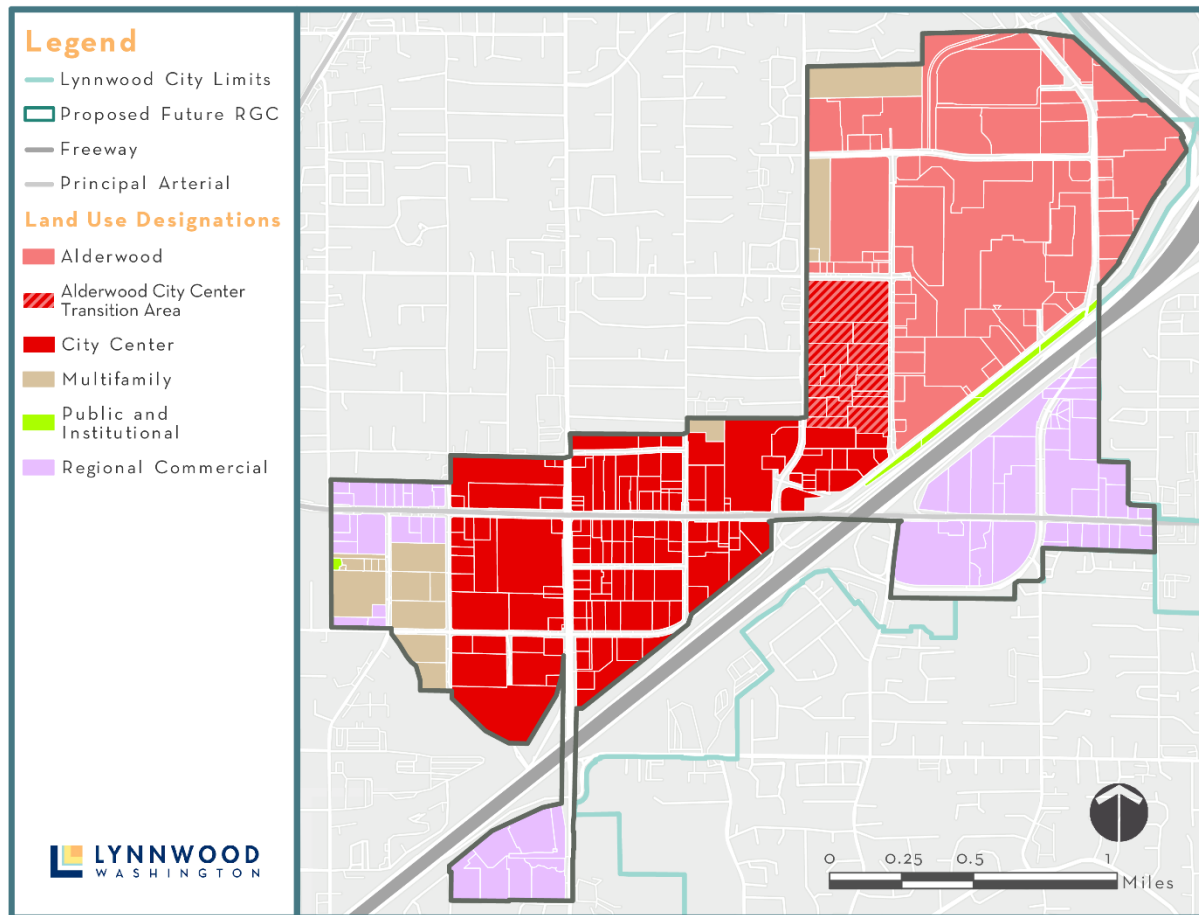 Legend
Lynnwood City Limits
Proposed Future RGC
Freeway
Principal Arterial
Land Use Designations
Alderwood
Alderwood City Center
Transition Area
City Center
Multifamily
Public and
Institutional
Regional Commercial
LYNNWOOD
WASHINGTON
0 0.25 0.5 1
Miles